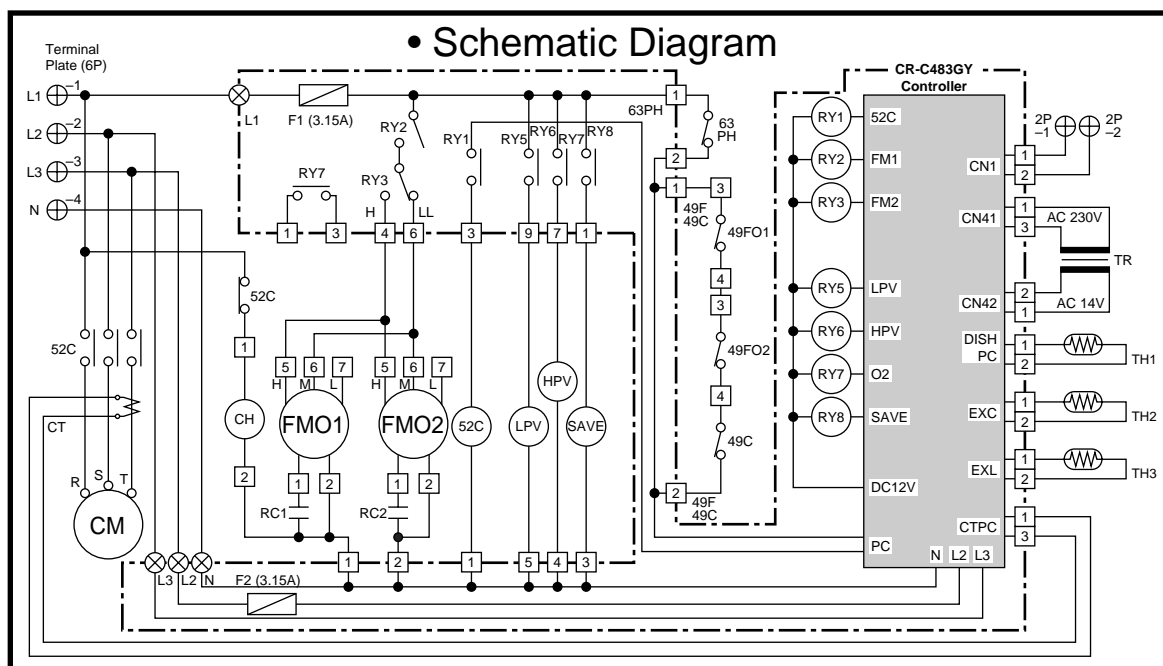 • Schematic Diagram
Terminal
Plate (6P)
L1 –1
L2 –2
L3 –3
N –4
L1
F1 (3.15A)
RY2
RY3
H
LL
RY7
RY1
RY5
RY6
RY7
RY8
63PH
1
63
PH
2
1
3
49F
49C
49FO1
4
3
49FO2
4
49C
2
49F
49C
1 3 4 6 3 9 7 1
52C
1
52C
5 6 7 5 6 7
H M L H M L
CH
FMO1
FMO2
52C
LPV
HPV
SAVE
2
1 2 1 2
RC1
RC2
CT
R S T
CM
1 2 1 5 4 3
L3 L2 N
F2 (3.15A)
CR-C483GY
Controller
RY1 52C
RY2 FM1
RY3 FM2
RY5 LPV
RY6 HPV
RY7 O2
RY8 SAVE
DC12V
PC
N L2 L3
2P
–1
2P
–2
CN1
1
2
CN41
1
3
AC 230V
TR
CN42
2
1
AC 14V
DISH
PC
1
2
TH1
EXC
1
2
TH2
EXL
1
2
TH3
CTPC
1
3